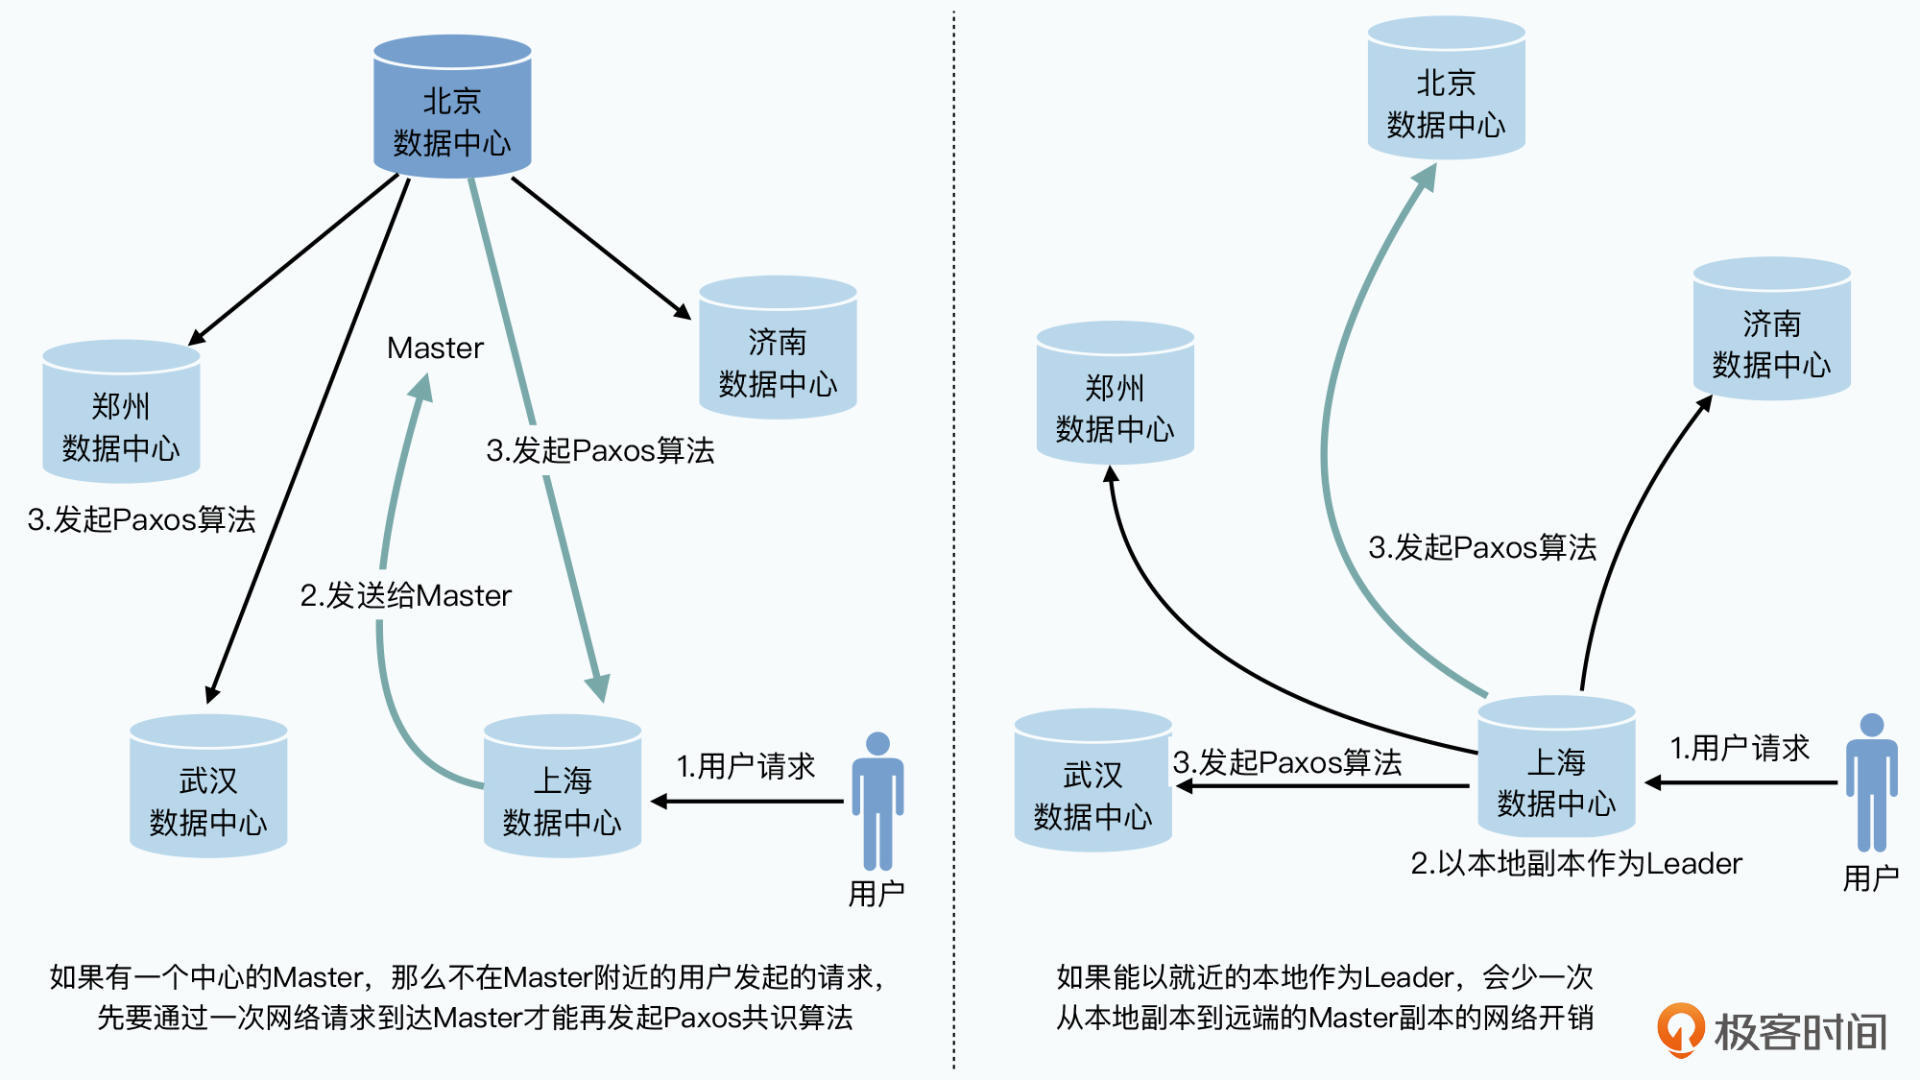 北京
数据中心
Master
济南
数据中心
郑州
数据中心
3.发起Paxos算法
3.发起Paxos算法
2.发送给Master
武汉
数据中心
上海
数据中心
1.用户请求
用户
如果有一个中心的Master，那么不在Master附近的用户发起的请求，
先要通过一次网络请求到达Master才能再发起Paxos共识算法
北京
数据中心
济南
数据中心
郑州
数据中心
3.发起Paxos算法
武汉
数据中心
3.发起Paxos算法
上海
数据中心
1.用户请求
2.以本地副本作为Leader
用户
如果能以就近的本地作为Leader，会少一次
从本地副本到远端的Master副本的网络开销
极客时间